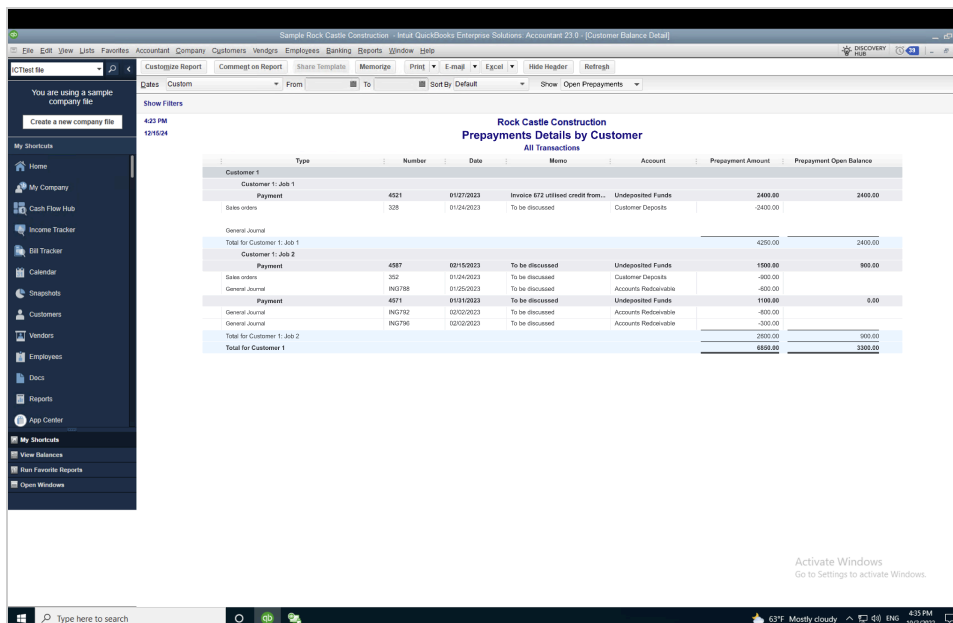 Sample Rock Castle Construction - Intuit QuickBooks Enterprise Solutions: Accountant 23.0 - [Customer Balance Detail]
File Edit View Lists Favorites Accountant Company Customers Vendors Employees Banking Reports Window Help
DISCOVERY HUB 39
ICTtest file
Customize Report Comment on Report Share Template Memorize Print E-mail Excel Hide Header Refresh
Dates Custom From To Sort By Default Show Open Prepayments
You are using a sample
company file
Create a new company file
Show Filters
My Shortcuts
Home
My Company
Cash Flow Hub
Income Tracker
Bill Tracker
Calendar
Snapshots
Customers
Vendors
Employees
Docs
Reports
App Center
My Shortcuts
View Balances
Run Favorite Reports
Open Windows
4:23 PM
12/15/24
Rock Castle Construction
Prepayments Details by Customer
All Transactions
Type Number Date Memo Account Prepayment Amount Prepayment Open Balance
Customer 1
Customer 1: Job 1
Payment 4521 01/27/2023 Invoice 672 utilised credit from... Undeposited Funds 2400.00 2400.00
Sales orders 328 01/24/2023 To be discussed Customer Deposits -2400.00
General Journal
Total for Customer 1: Job 1 4250.00 2400.00
Customer 1: Job 2
Payment 4587 02/15/2023 To be discussed Undeposited Funds 1500.00 900.00
Sales orders 352 01/24/2023 To be discussed Customer Deposits -900.00
General Journal ING788 01/25/2023 To be discussed Accounts Redceivable -600.00
Payment 4571 01/31/2023 To be discussed Undeposited Funds 1100.00 0.00
General Journal ING792 02/02/2023 To be discussed Accounts Redceivable -800.00
General Journal ING796 02/02/2023 To be discussed Accounts Redceivable -300.00
Total for Customer 1: Job 2 2600.00 900.00
Total for Customer 1 6850.00 3300.00
Activate Windows
Go to Settings to activate Windows.
Type here to search
qb
63°F Mostly cloudy ENG 4:35 PM